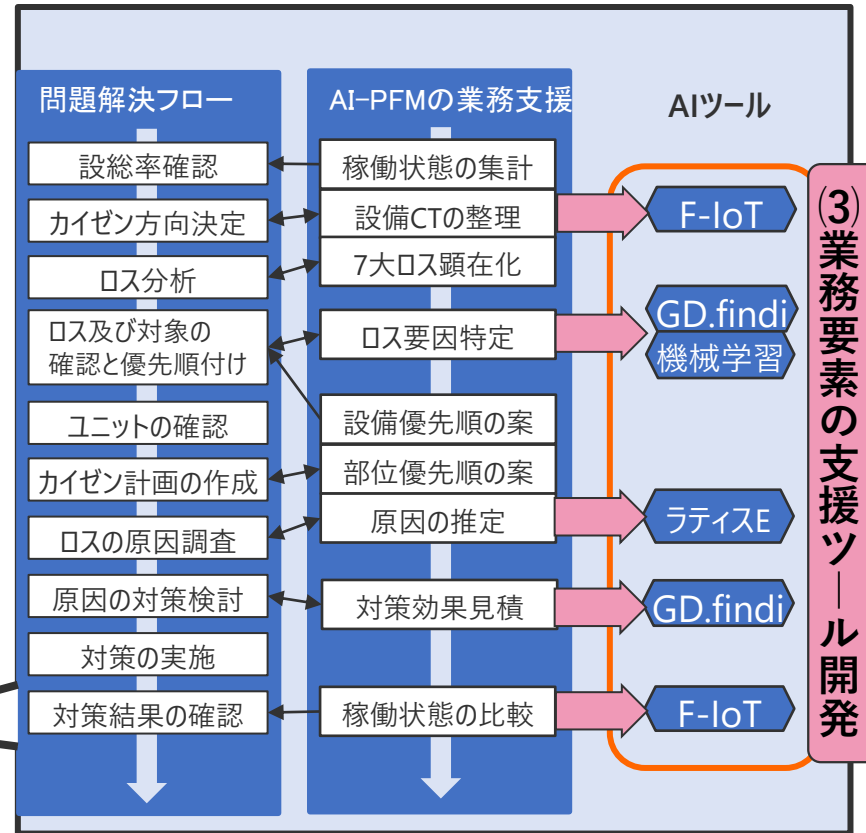 問題解決フロー
設総率確認
カイゼン方向決定
ロス分析
ロス及び対象の
確認と優先順付け
ユニットの確認
カイゼン計画の作成
ロスの原因調査
原因の対策検討
対策の実施
対策結果の確認
AI-PFMの業務支援
稼働状態の集計
設備CTの整理
7大ロス顕在化
ロス要因特定
設備優先順の案
部位優先順の案
原因の推定
対策効果見積
稼働状態の比較
AIツール
F-IoT
GD.findi
機械学習
ラティスE
GD.findi
F-IoT
(3)業務要素の支援ツール開発